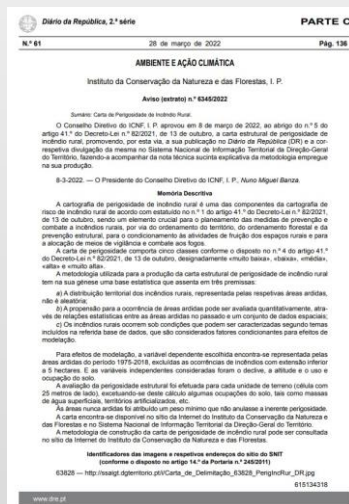 Diário da República, 2.ª série
PARTE C
N.º 61
28 de março de 2022
Pág. 136
AMBIENTE E AÇÃO CLIMÁTICA
Instituto da Conservação da Natureza e das Florestas, I. P.
Aviso (extrato) n.º 6345/2022
Sumário: Carta de Perigosidade de Incêndio Rural.
O Conselho Diretivo do ICNF, I. P. aprovou em 8 de março de 2022, ao abrigo do n.º 5 do
artigo 41.º do Decreto-Lei n.º 82/2021, de 13 de outubro, a carta estrutural de perigosidade de
incêndio rural, promovendo, por esta via, a sua publicação no Diário da República (DR) e a cor-
respetiva divulgação da mesma no Sistema Nacional de Informação Territorial da Direção-Geral
do Território, fazendo-a acompanhar da nota técnica sucinta explicativa da metodologia empregue
na sua produção.
8-3-2022. — O Presidente do Conselho Diretivo do ICNF, I. P., Nuno Miguel Banza.
Memória Descritiva
A cartografia de perigosidade de incêndio rural é uma das componentes da cartografia de
risco de incêndio rural de acordo com estatuído no n.º 1 do artigo 41.º do Decreto-Lei n.º 82/2021,
de 13 de outubro, sendo um elemento crucial para o planeamento das medidas de prevenção e
combate a incêndios rurais, por via do ordenamento do território, do ordenamento florestal e da
prevenção estrutural, para o condicionamento às atividades de fruição dos espaços rurais e para
a alocação de meios de vigilância e combate aos fogos.
A carta de perigosidade comporta cinco classes conforme o disposto no n.º 4 do artigo 41.º
do Decreto-Lei n.º 82/2021, de 13 de outubro, designadamente «muito baixa», «baixa», «média»,
«alta» e «muito alta».
A metodologia utilizada para a produção da carta estrutural de perigosidade de incêndio rural
tem na sua génese uma base estatística que assenta em três premissas:
a) A distribuição territorial dos incêndios rurais, representada pelas respetivas áreas ardidas,
não é aleatória;
b) A propensão para a ocorrência de áreas ardidas pode ser avaliada quantitativamente, atra-
vés de relações estatísticas entre as áreas ardidas no passado e um conjunto de dados espaciais;
c) Os incêndios rurais ocorrem sob condições que podem ser caracterizadas segundo temas
incluídos na referida base de dados, que são considerados fatores condicionantes para efeitos de
modelação.
Para efeitos de modelação, a variável dependente escolhida encontra-se representada pelas
áreas ardidas do período 1975-2018, excluídas as ocorrências de incêndios com extensão inferior
a 5 hectares. E as variáveis independentes consideradas foram o declive, a altitude e o uso e
ocupação do solo.
A avaliação da perigosidade estrutural foi efetuada para cada unidade de terreno (célula com
25 metros de lado), excetuando-se deste cálculo algumas ocupações do solo, tais como massas
de água superficiais, territórios artificializados, etc.
Às áreas nunca ardidas foi atribuído um peso mínimo que não anulasse a inerente perigosidade.
A carta encontra-se disponível no sítio da Internet do Instituto da Conservação da Natureza e
das Florestas e no Sistema Nacional de Informação Territorial da Direção-Geral do Território.
A metodologia de construção da carta de perigosidade de incêndio rural pode ser consultada
no sítio da Internet do Instituto da Conservação da Natureza e das Florestas.
Identificadores das imagens e respetivos endereços do sítio do SNIT
(conforme o disposto no artigo 14.º da Portaria n.º 245/2011)
63628 — http://ssaigt.dgterritorio.pt/i/Carta_de_Delimitação_63628_PerigIncRur_DR.jpg
615134318
www.dre.pt